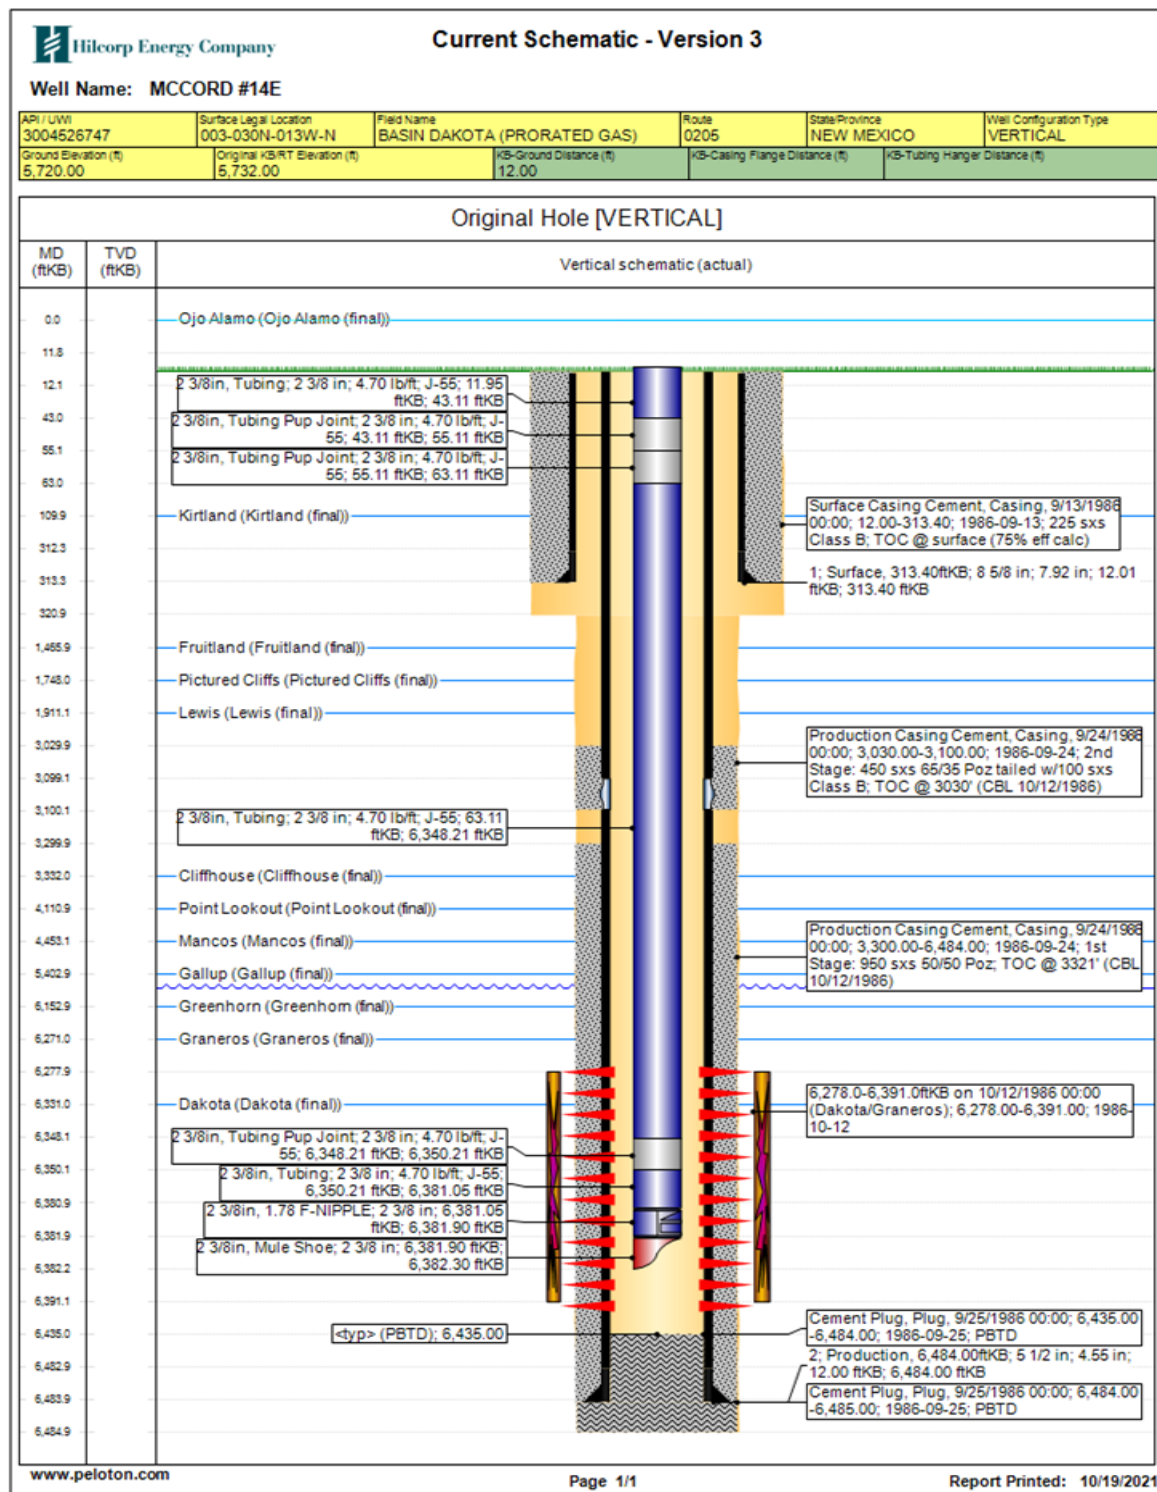 Hilcorp Energy Company
Current Schematic - Version 3
Well Name: MCCORD #14E
API / UWI
3004526747
Surface Legal Location
003-030N-013W-N
Field Name
BASIN DAKOTA (PRORATED GAS)
Route
0205
State/Province
NEW MEXICO
Well Configuration Type
VERTICAL
Ground Elevation (ft)
5,720.00
Original KB/RT Elevation (ft)
5,732.00
KB-Ground Distance (ft)
12.00
KB-Casing Flange Distance (ft)
KB-Tubing Hanger Distance (ft)
Original Hole [VERTICAL]
MD
(ftKB)
TVD
(ftKB)
Vertical schematic (actual)
0.0
Ojo Alamo (Ojo Alamo (final))
11.8
12.1
2 3/8in, Tubing; 2 3/8 in; 4.70 lb/ft; J-55; 11.95
ftKB; 43.11 ftKB
43.0
2 3/8in, Tubing Pup Joint; 2 3/8 in; 4.70 lb/ft; J-
55; 43.11 ftKB; 55.11 ftKB
55.1
2 3/8in, Tubing Pup Joint; 2 3/8 in; 4.70 lb/ft; J-
55; 55.11 ftKB; 63.11 ftKB
63.0
109.9
Kirtland (Kirtland (final))
Surface Casing Cement, Casing, 9/13/1986
00:00; 12.00-313.40; 1986-09-13; 225 sxs
Class B; TOC @ surface (75% eff calc)
312.3
313.3
1; Surface, 313.40ftKB; 8 5/8 in; 7.92 in; 12.01
ftKB; 313.40 ftKB
320.9
1,465.9
Fruitland (Fruitland (final))
1,748.0
Pictured Cliffs (Pictured Cliffs (final))
1,911.1
Lewis (Lewis (final))
3,029.9
Production Casing Cement, Casing, 9/24/1986
00:00; 3,030.00-3,100.00; 1986-09-24; 2nd
Stage: 450 sxs 65/35 Poz tailed w/100 sxs
Class B; TOC @ 3030' (CBL 10/12/1986)
3,099.1
3,100.1
2 3/8in, Tubing; 2 3/8 in; 4.70 lb/ft; J-55; 63.11
ftKB; 6,348.21 ftKB
3,299.9
3,332.0
Cliffhouse (Cliffhouse (final))
4,110.9
Point Lookout (Point Lookout (final))
4,453.1
Mancos (Mancos (final))
Production Casing Cement, Casing, 9/24/1986
00:00; 3,300.00-6,484.00; 1986-09-24; 1st
Stage: 950 sxs 50/50 Poz; TOC @ 3321' (CBL
10/12/1986)
5,402.9
Gallup (Gallup (final))
6,152.9
Greenhorn (Greenhorn (final))
6,271.0
Graneros (Graneros (final))
6,277.9
6,331.0
Dakota (Dakota (final))
6,278.0-6,391.0ftKB on 10/12/1986 00:00
(Dakota/Graneros); 6,278.00-6,391.00; 1986-
10-12
6,348.1
2 3/8in, Tubing Pup Joint; 2 3/8 in; 4.70 lb/ft; J-
55; 6,348.21 ftKB; 6,350.21 ftKB
6,350.1
2 3/8in, Tubing; 2 3/8 in; 4.70 lb/ft; J-55;
6,350.21 ftKB; 6,381.05 ftKB
6,380.9
2 3/8in, 1.78 F-NIPPLE; 2 3/8 in; 6,381.05
ftKB; 6,381.90 ftKB
6,381.9
2 3/8in, Mule Shoe; 2 3/8 in; 6,381.90 ftKB;
6,382.30 ftKB
6,382.2
6,391.1
6,435.0
<typ> (PBTD); 6,435.00
Cement Plug, Plug, 9/25/1986 00:00; 6,435.00
-6,484.00; 1986-09-25; PBTD
6,482.9
2; Production, 6,484.00ftKB; 5 1/2 in; 4.55 in;
12.00 ftKB; 6,484.00 ftKB
6,483.9
Cement Plug, Plug, 9/25/1986 00:00; 6,484.00
-6,485.00; 1986-09-25; PBTD
6,484.9
www.peloton.com
Page 1/1
Report Printed: 10/19/2021